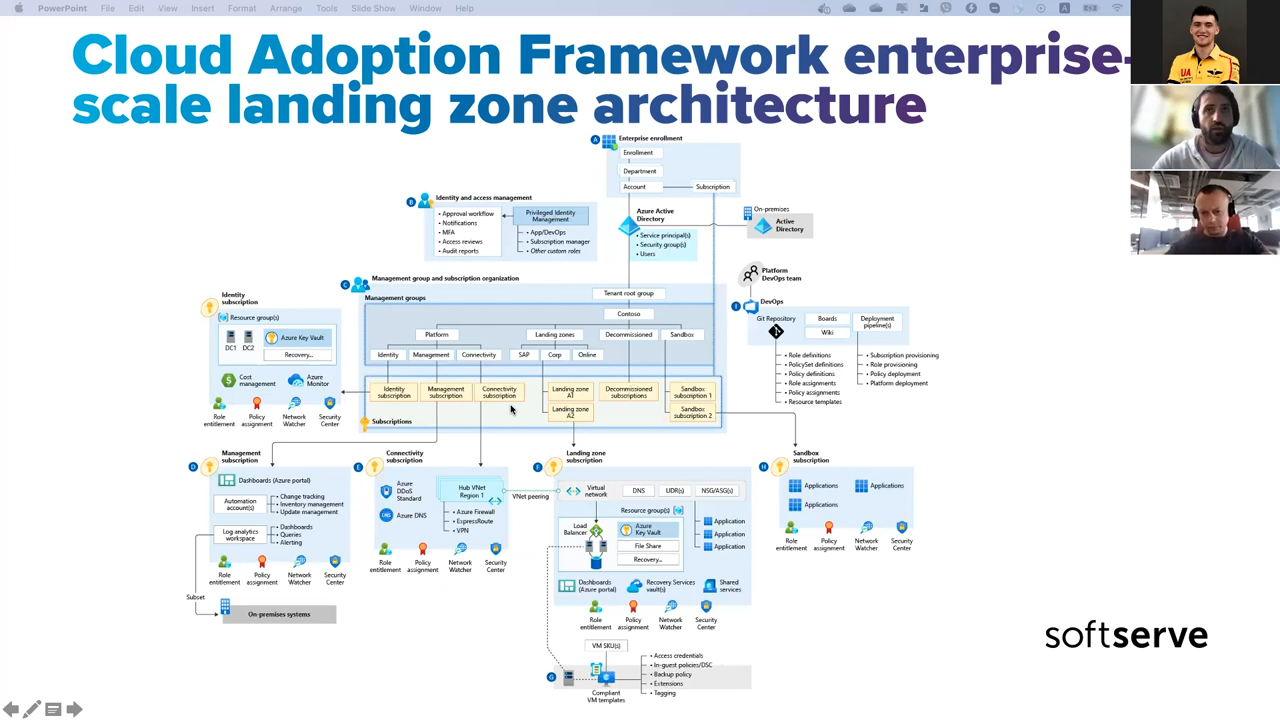 PowerPoint File Edit View Insert Format Arrange Tools Slide Show Window Help
Cloud Adoption Framework enterprise-
scale landing zone architecture
UA
A
Enterprise enrollment
Enrollment
Department
Account
Subscription
B
Identity and access management
• Approval workflow
• Notifications
• MFA
• Access reviews
• Audit reports
Privileged Identity
Management
• App/DevOps
• Subscription manager
• Other custom roles
Azure Active
Directory
• Service principal(s)
• Security group(s)
• Users
On-premises
Active
Directory
C
Management group and subscription organization
Management groups
Tenant root group
Contoso
Platform
Landing zones
Decommissioned
Sandbox
Identity
Management
Connectivity
SAP
Corp
Online
Identity
subscription
Management
subscription
Connectivity
subscription
Landing zone
A1
Landing zone
A2
Decommissioned
subscriptions
Sandbox
subscription 1
Sandbox
subscription 2
Subscriptions
Platform
DevOps team
I
DevOps
Git Repository
Boards
Wiki
Deployment
pipeline(s)
• Role definitions
• PolicySet definitions
• Policy definitions
• Role assignments
• Policy assignments
• Resource templates
• Subscription provisioning
• Role provisioning
• Policy deployment
• Platform deployment
Identity
subscription
Resource group(s)
DC1
DC2
Azure Key Vault
Recovery...
Cost
management
Azure
Monitor
Role
entitlement
Policy
assignment
Network
Watcher
Security
Center
D
Management
subscription
Dashboards (Azure portal)
Automation
account(s)
• Change tracking
• Inventory management
• Update management
Log analytics
workspace
• Dashboards
• Queries
• Alerting
Role
entitlement
Policy
assignment
Network
Watcher
Security
Center
Subset
On-premises systems
E
Connectivity
subscription
Azure
DDoS
Standard
DNS
Azure DNS
Hub VNet
Region 1
• Azure Firewall
• ExpressRoute
• VPN
Role
entitlement
Policy
assignment
Network
Watcher
Security
Center
VNet peering
F
Landing zone
subscription
Virtual
network
DNS
UDR(s)
NSG/ASG(s)
Resource group(s)
Load
Balancer
Azure
Key Vault
File Share
Recovery...
Application
Application
Application
Dashboards
(Azure portal)
Recovery Services
vault(s)
Shared
services
Role
entitlement
Policy
assignment
Network
Watcher
Security
Center
G
VM SKU(s)
Compliant
VM templates
• Access credentials
• In-guest policies/DSC
• Backup policy
• Extensions
• Tagging
H
Sandbox
subscription
Applications
Applications
Applications
Role
entitlement
Policy
assignment
Network
Watcher
Security
Center
softserve